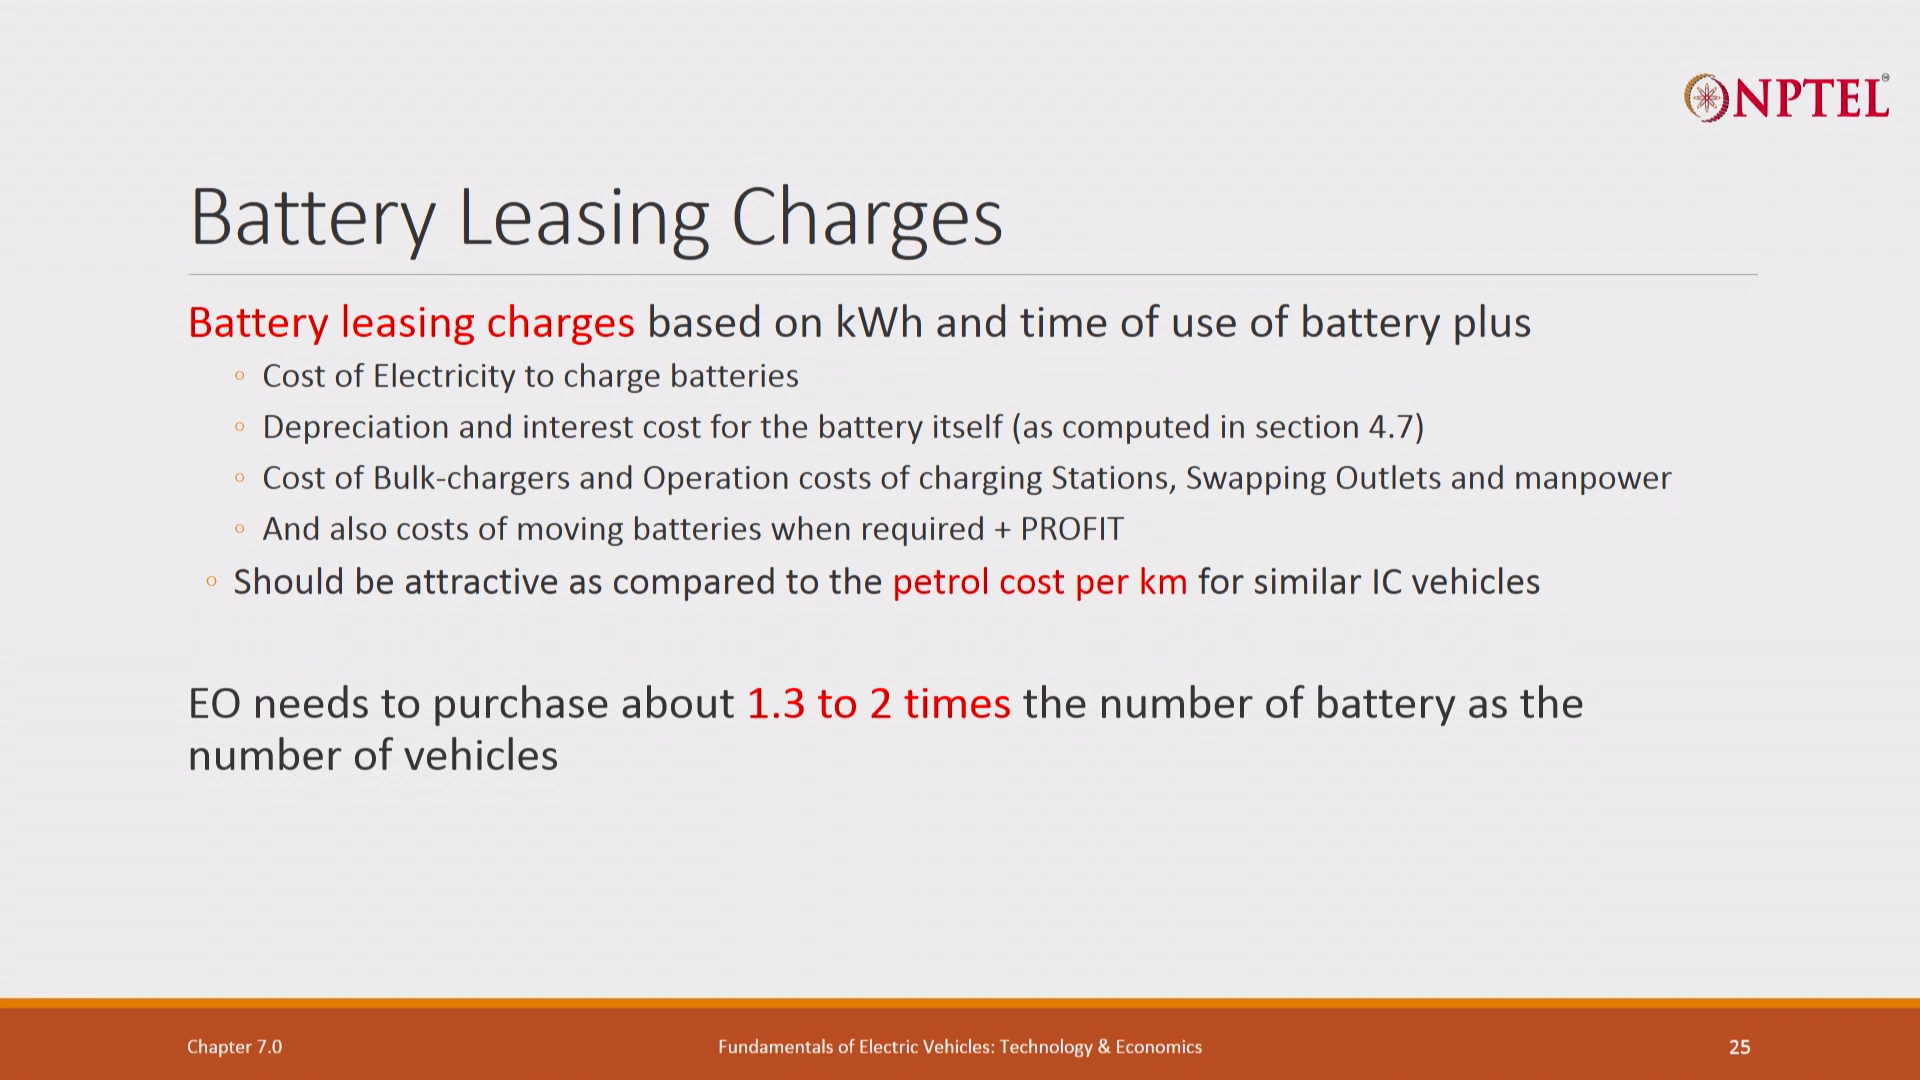 NPTEL
Battery Leasing Charges
Battery leasing charges based on kWh and time of use of battery plus
◦ Cost of Electricity to charge batteries
◦ Depreciation and interest cost for the battery itself (as computed in section 4.7)
◦ Cost of Bulk-chargers and Operation costs of charging Stations, Swapping Outlets and manpower
◦ And also costs of moving batteries when required + PROFIT
◦ Should be attractive as compared to the petrol cost per km for similar IC vehicles
EO needs to purchase about 1.3 to 2 times the number of battery as the
number of vehicles
Chapter 7.0
Fundamentals of Electric Vehicles: Technology & Economics
25